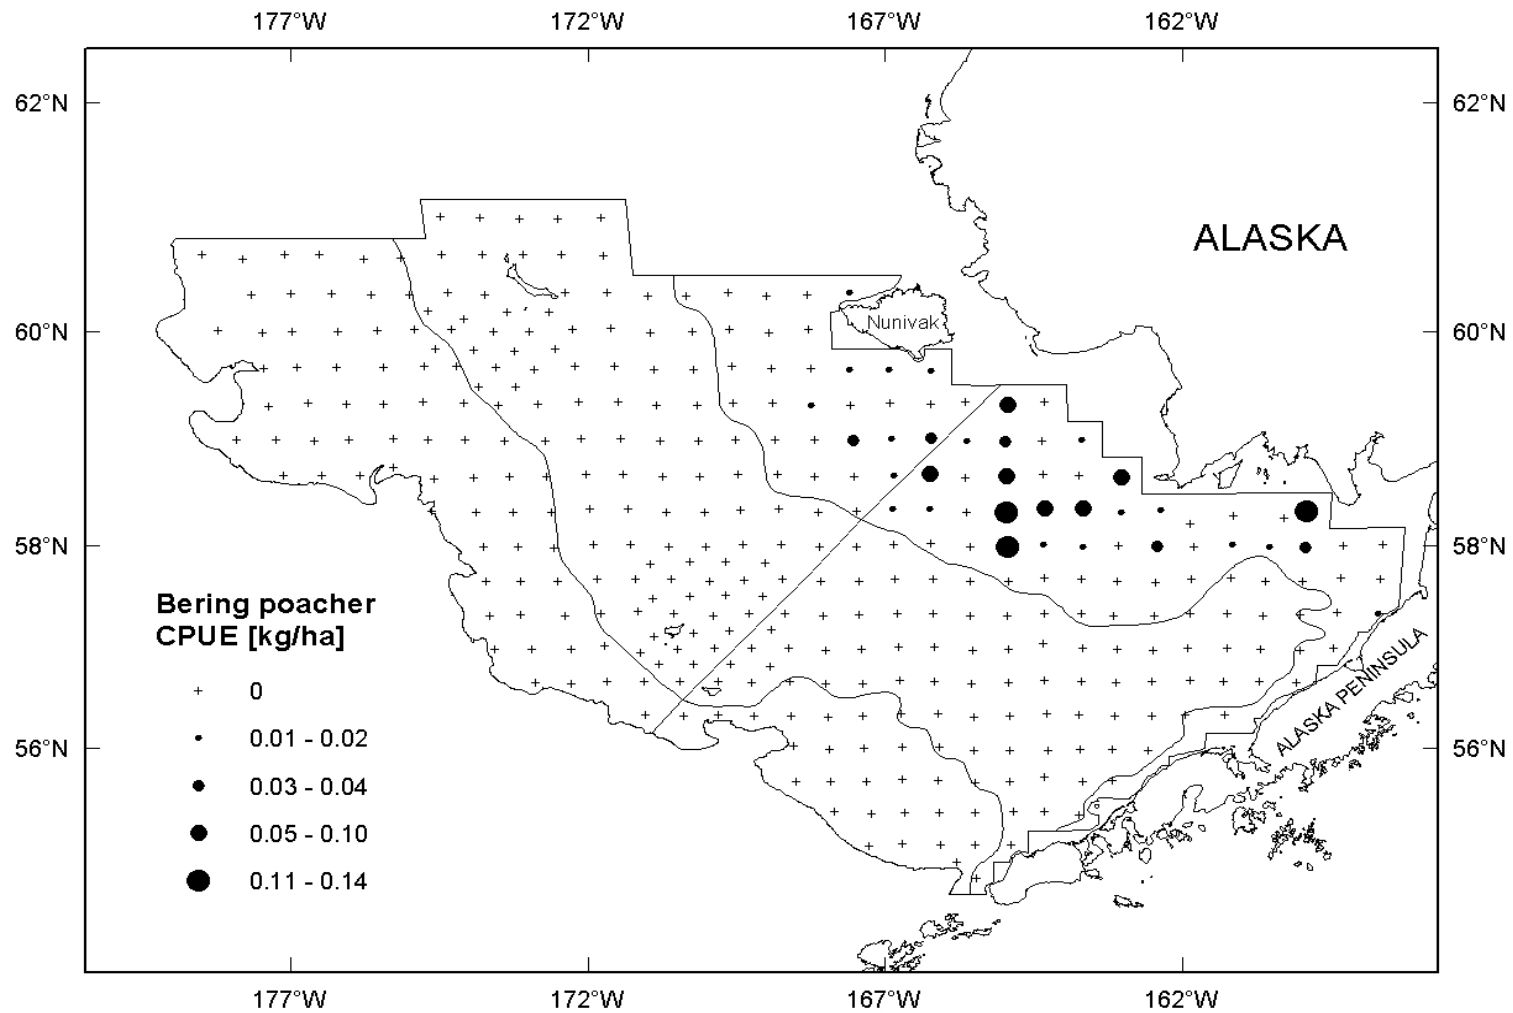 177°W 172°W 167°W 162°W
62°N 62°N
ALASKA
60°N Nunivak 60°N
58°N 58°N
Bering poacher
CPUE [kg/ha]
0
0.01 - 0.02
0.03 - 0.04
0.05 - 0.10
0.11 - 0.14
ALASKA PENINSULA
56°N 56°N
177°W 172°W 167°W 162°W